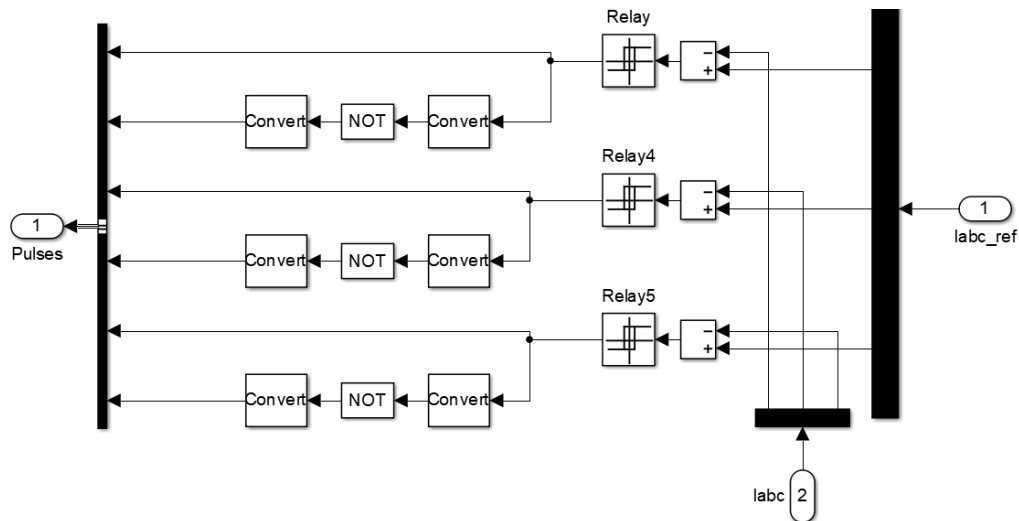 Relay
−
+
Convert
NOT
Convert
Relay4
−
+
1
Pulses
1
Iabc_ref
Convert
NOT
Convert
Relay5
−
+
Convert
NOT
Convert
Iabc
2